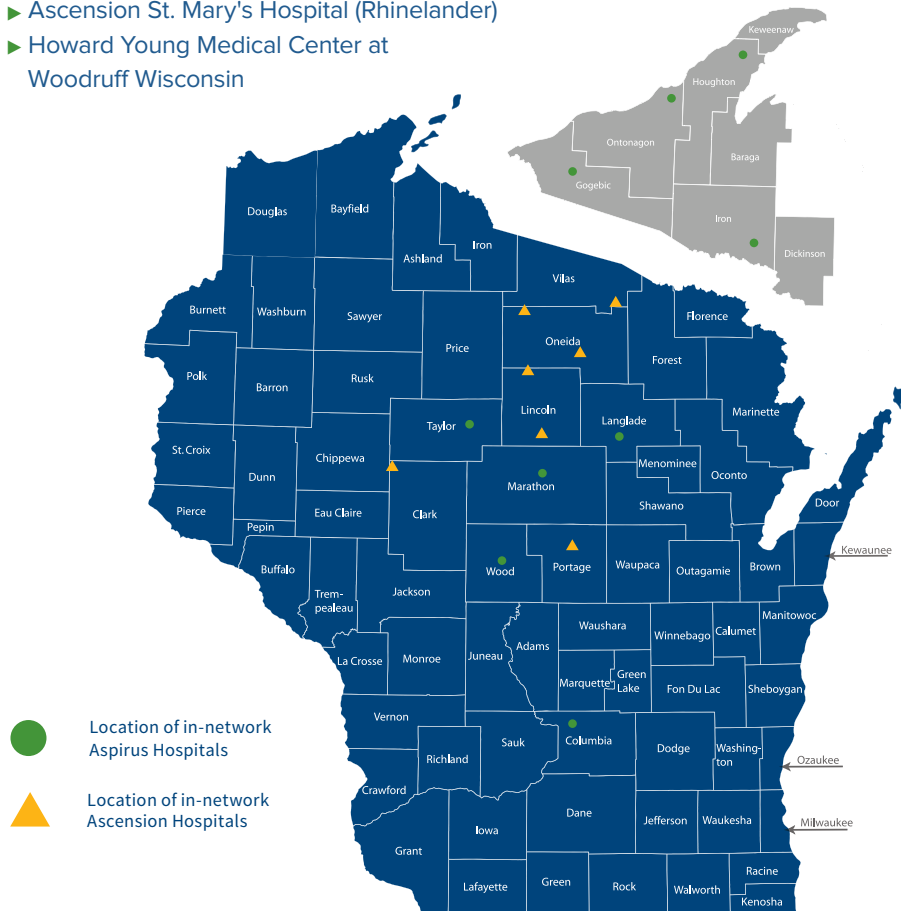 ▶ Ascension St. Mary's Hospital (Rhinelander)
▶ Howard Young Medical Center at
Woodruff Wisconsin
Keweenaw
Houghton
Ontonagon
Baraga
Gogebic
Iron
Dickinson
Douglas
Bayfield
Ashland
Iron
Vilas
Burnett
Washburn
Sawyer
Price
Oneida
Florence
Forest
Polk
Barron
Rusk
Taylor
Lincoln
Langlade
Marinette
St. Croix
Dunn
Chippewa
Marathon
Menominee
Oconto
Pierce
Pepin
Eau Claire
Clark
Shawano
Door
Buffalo
Trem-
pealeau
Jackson
Wood
Portage
Waupaca
Outagamie
Brown
Kewaunee
La Crosse
Monroe
Juneau
Adams
Waushara
Winnebago
Calumet
Manitowoc
Marquette
Green
Lake
Fon Du Lac
Sheboygan
Vernon
Richland
Sauk
Columbia
Dodge
Washing-
ton
Ozaukee
Crawford
Grant
Iowa
Dane
Jefferson
Waukesha
Milwaukee
Lafayette
Green
Rock
Walworth
Racine
Kenosha
Location of in-network
Aspirus Hospitals
Location of in-network
Ascension Hospitals